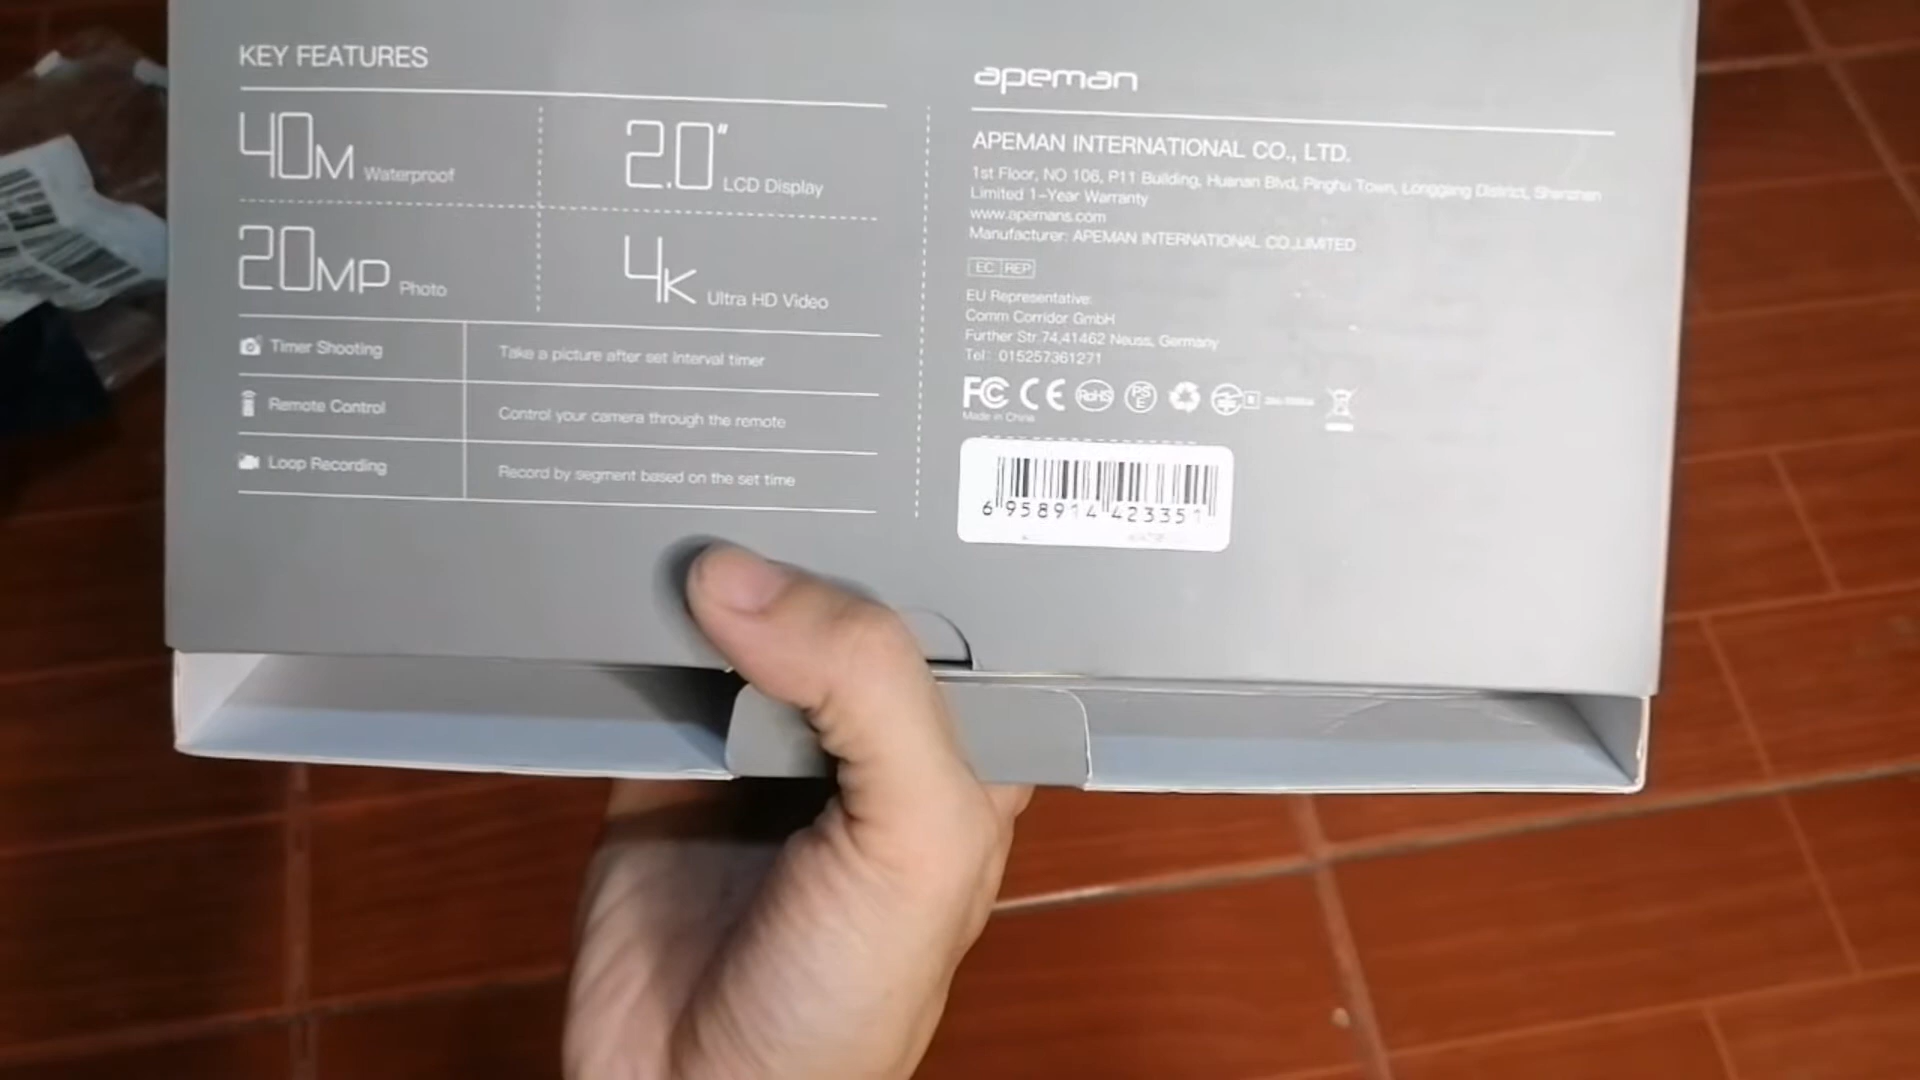 KEY FEATURES
40M Waterproof
2.0" LCD Display
20MP Photo
4K Ultra HD Video
Timer Shooting
Take a picture after set interval timer
Remote Control
Control your camera through the remote
Loop Recording
Record by segment based on the set time
apeman
APEMAN INTERNATIONAL CO., LTD.
1st Floor, NO 106, P11 Building, Huanan Blvd, Pinghu Town, Longgang District, Shenzhen
Limited 1-Year Warranty
www.apemans.com
Manufacturer: APEMAN INTERNATIONAL CO.,LIMITED
EC REP
EU Representative:
Comm Corridor GmbH
Further Str.74,41462 Neuss, Germany
Tel: 015257361271
FC CE RoHS PSE R
Made in China
6 958914 423351